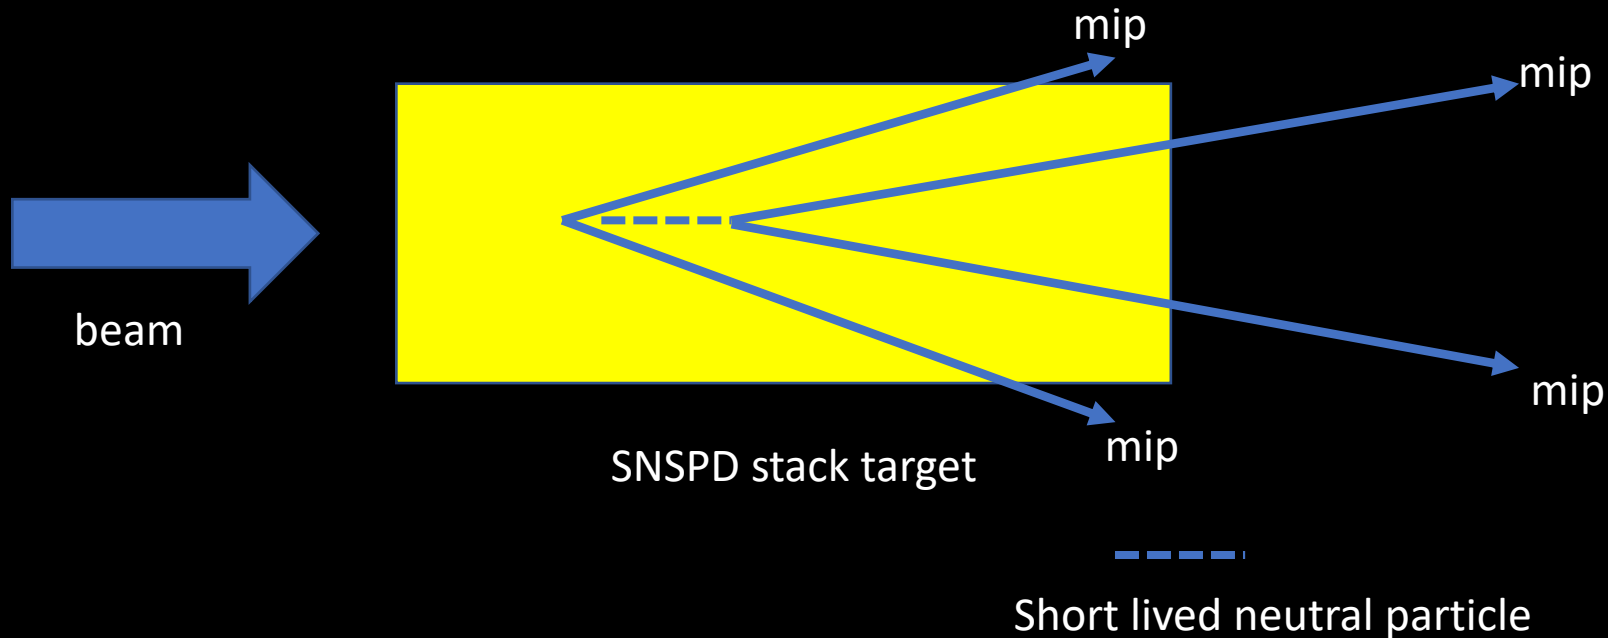 mip
mip
beam
mip
mip
SNSPD stack target
Short lived neutral particle